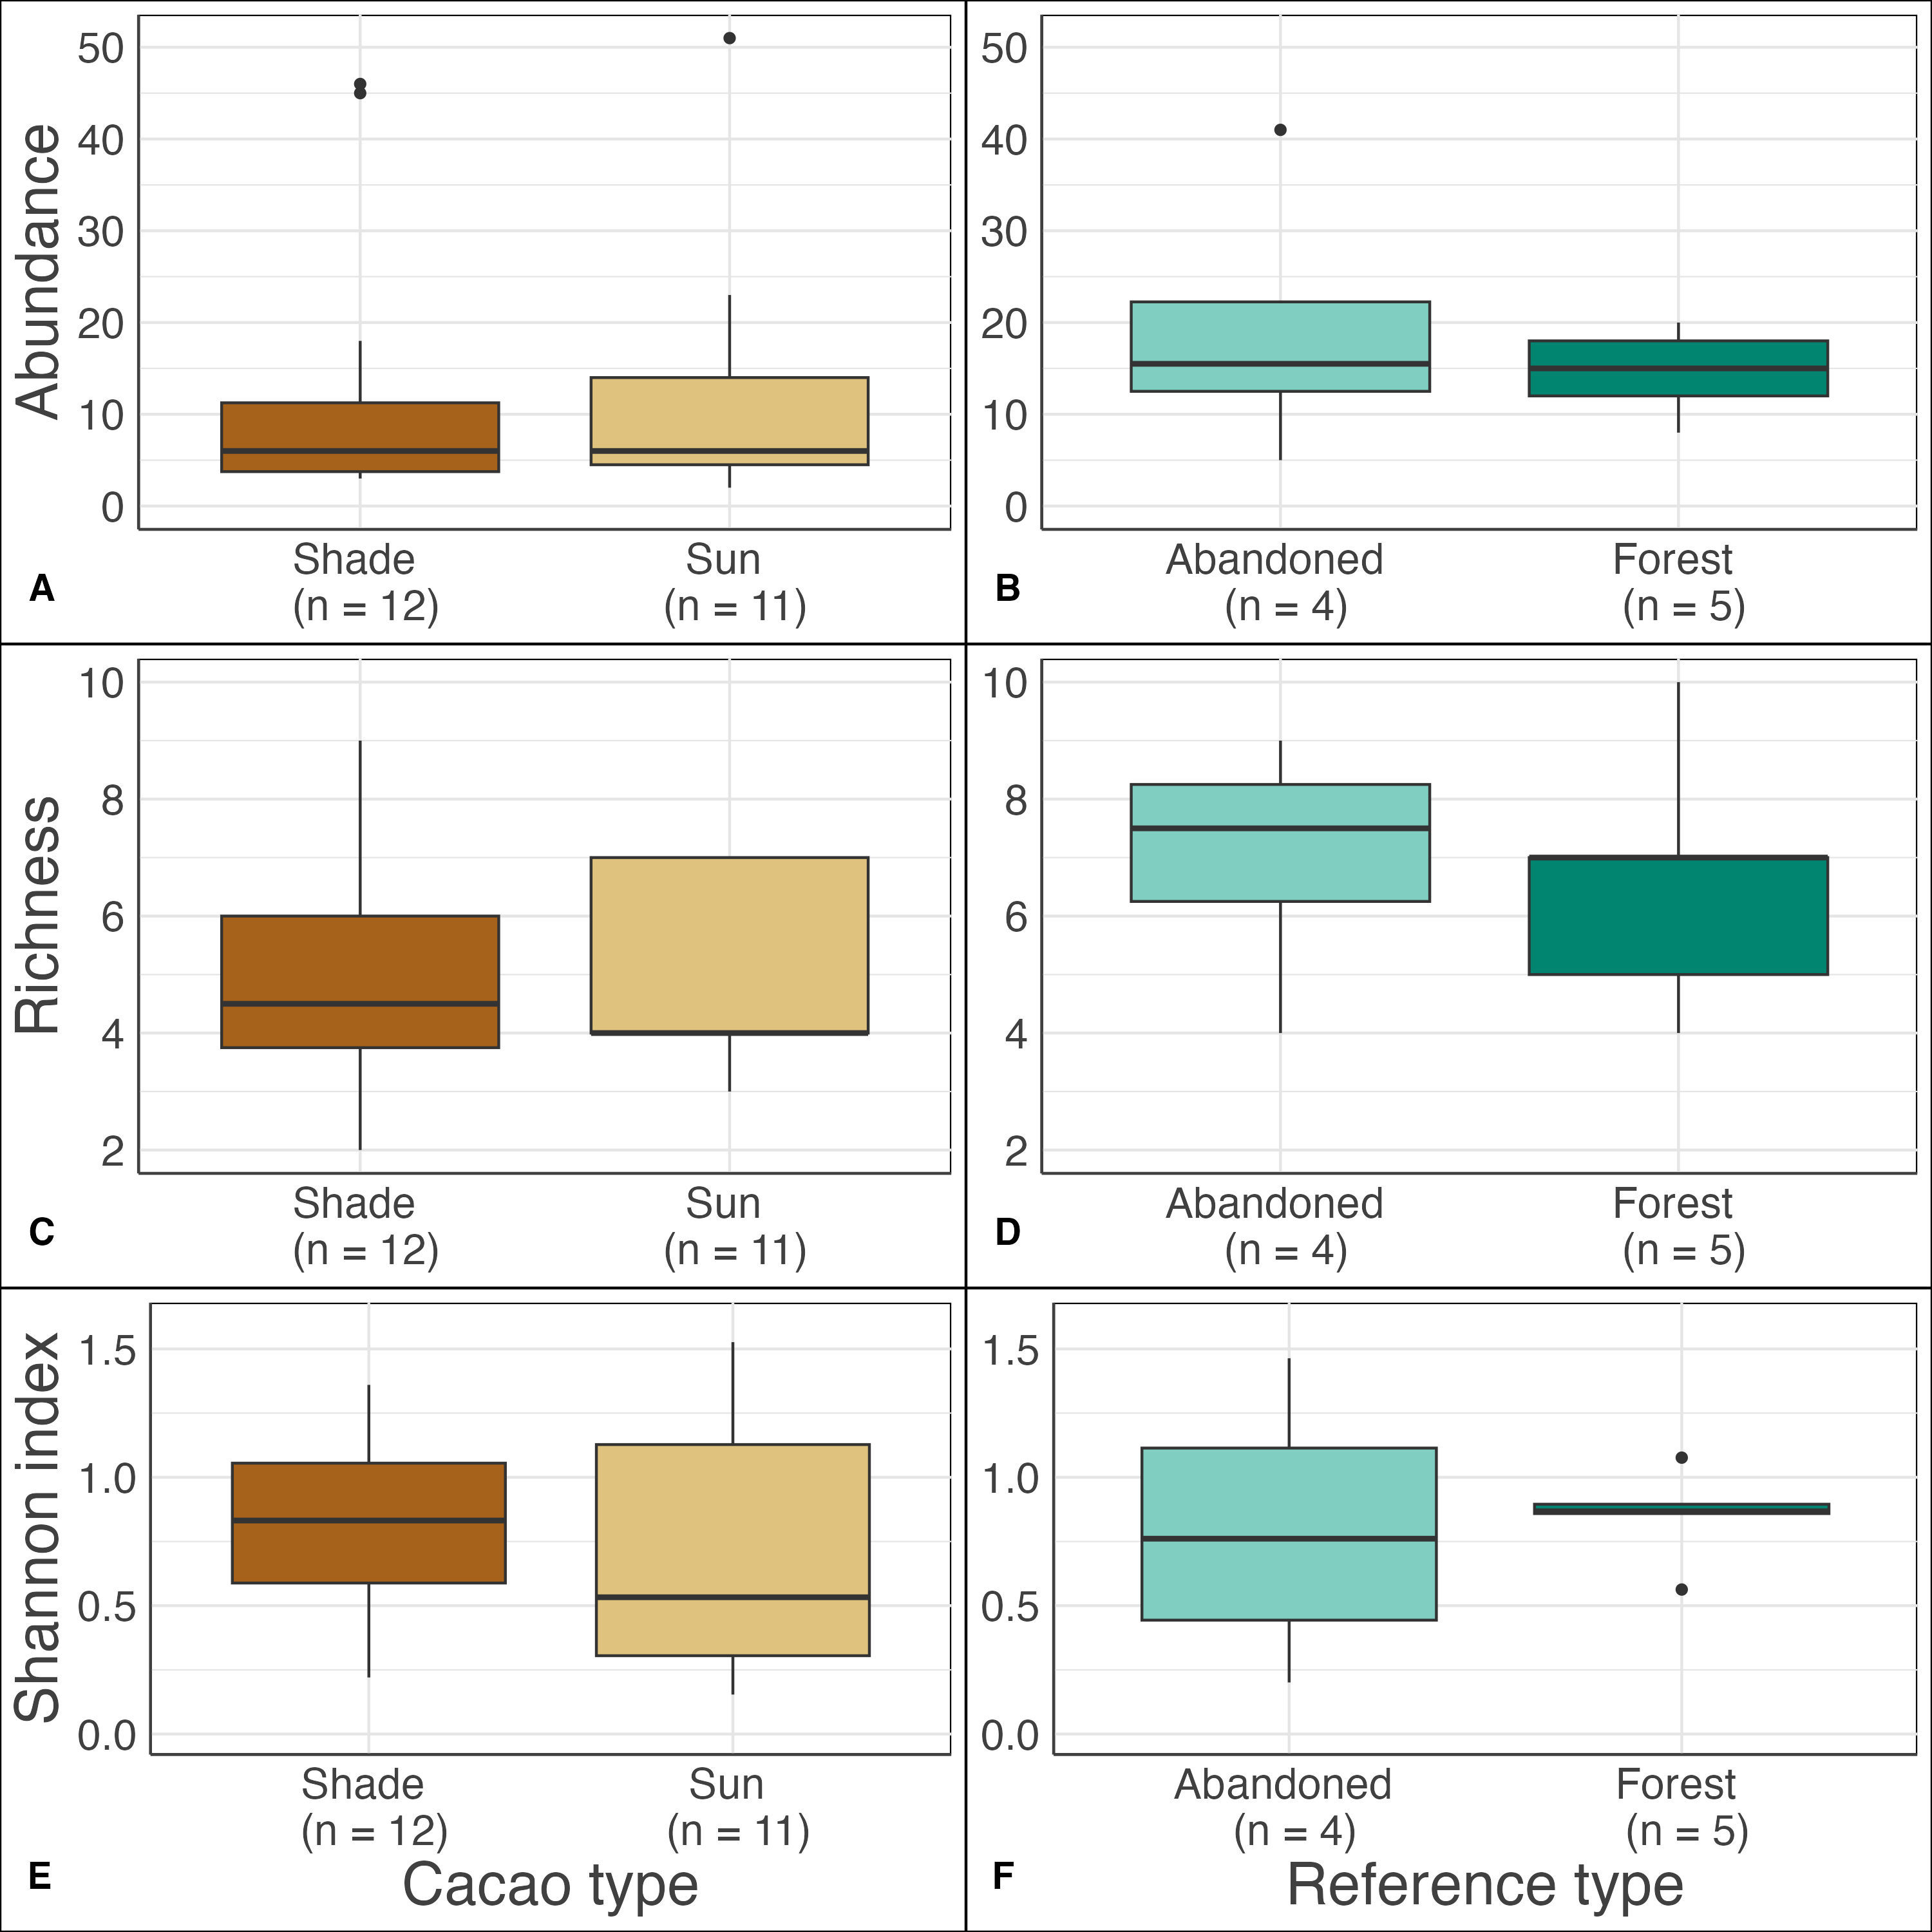 Abundance
50
40
30
20
10
0
Shade
(n = 12)
Sun
(n = 11)
A
50
40
30
20
10
0
Abandoned
(n = 4)
Forest
(n = 5)
B
Richness
10
8
6
4
2
Shade
(n = 12)
Sun
(n = 11)
C
10
8
6
4
2
Abandoned
(n = 4)
Forest
(n = 5)
D
Shannon index
1.5
1.0
0.5
0.0
Shade
(n = 12)
Sun
(n = 11)
E
Cacao type
1.5
1.0
0.5
0.0
Abandoned
(n = 4)
Forest
(n = 5)
F
Reference type